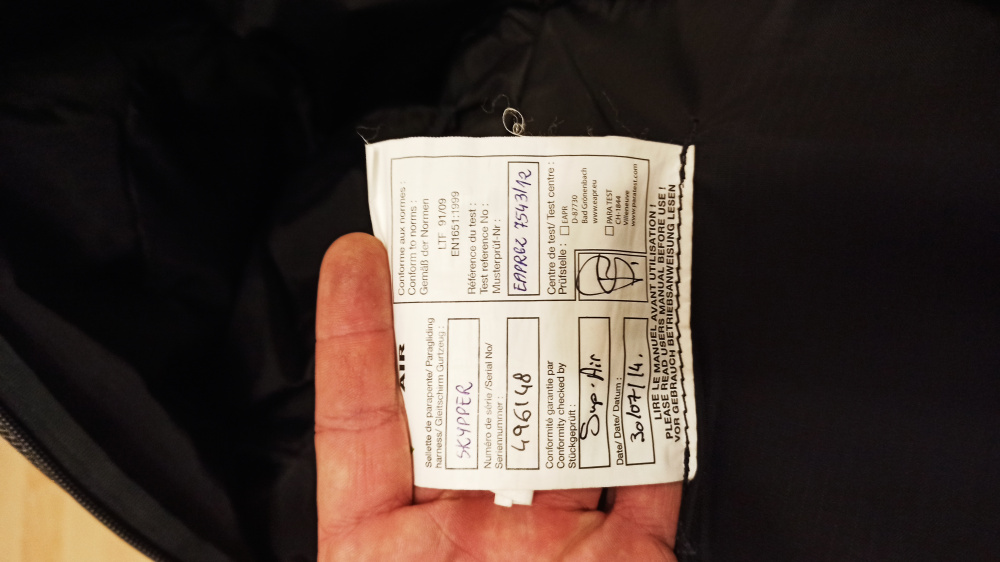 AIR
Sellette de parapente/ Paragliding
harness/ Gleitschirm Gurtzeug :
SKYPPER
Numéro de série /Serial No/
Seriennummer :
496148
Conformité garantie par
Conformity checked by
Stückgeprüft :
Sup'Air
Date/ Date/ Datum :
30/07/14.
Conforme aux normes :
Conform to norms :
Gemäß der Normen
LTF 91/09
EN1651:1999
Référence du test :
Test reference No :
Musterprüf-Nr :
EAPRGZ 7543/12
Centre de test/ Test centre :
Prüfstelle :
EAPR
D-87730
Bad Gronenbach
www.eapr.eu
PARA TEST
CH-1844
Villeneuve
www.paratest.com
LIRE LE MANUEL AVANT UTILISATION !
PLEASE READ USERS MANUAL BEFORE USE !
VOR GEBRAUCH BETRIEBSANWEISUNG LESEN